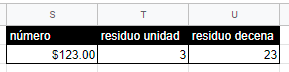 S T U
número residuo unidad residuo decena
$123.00 3 23